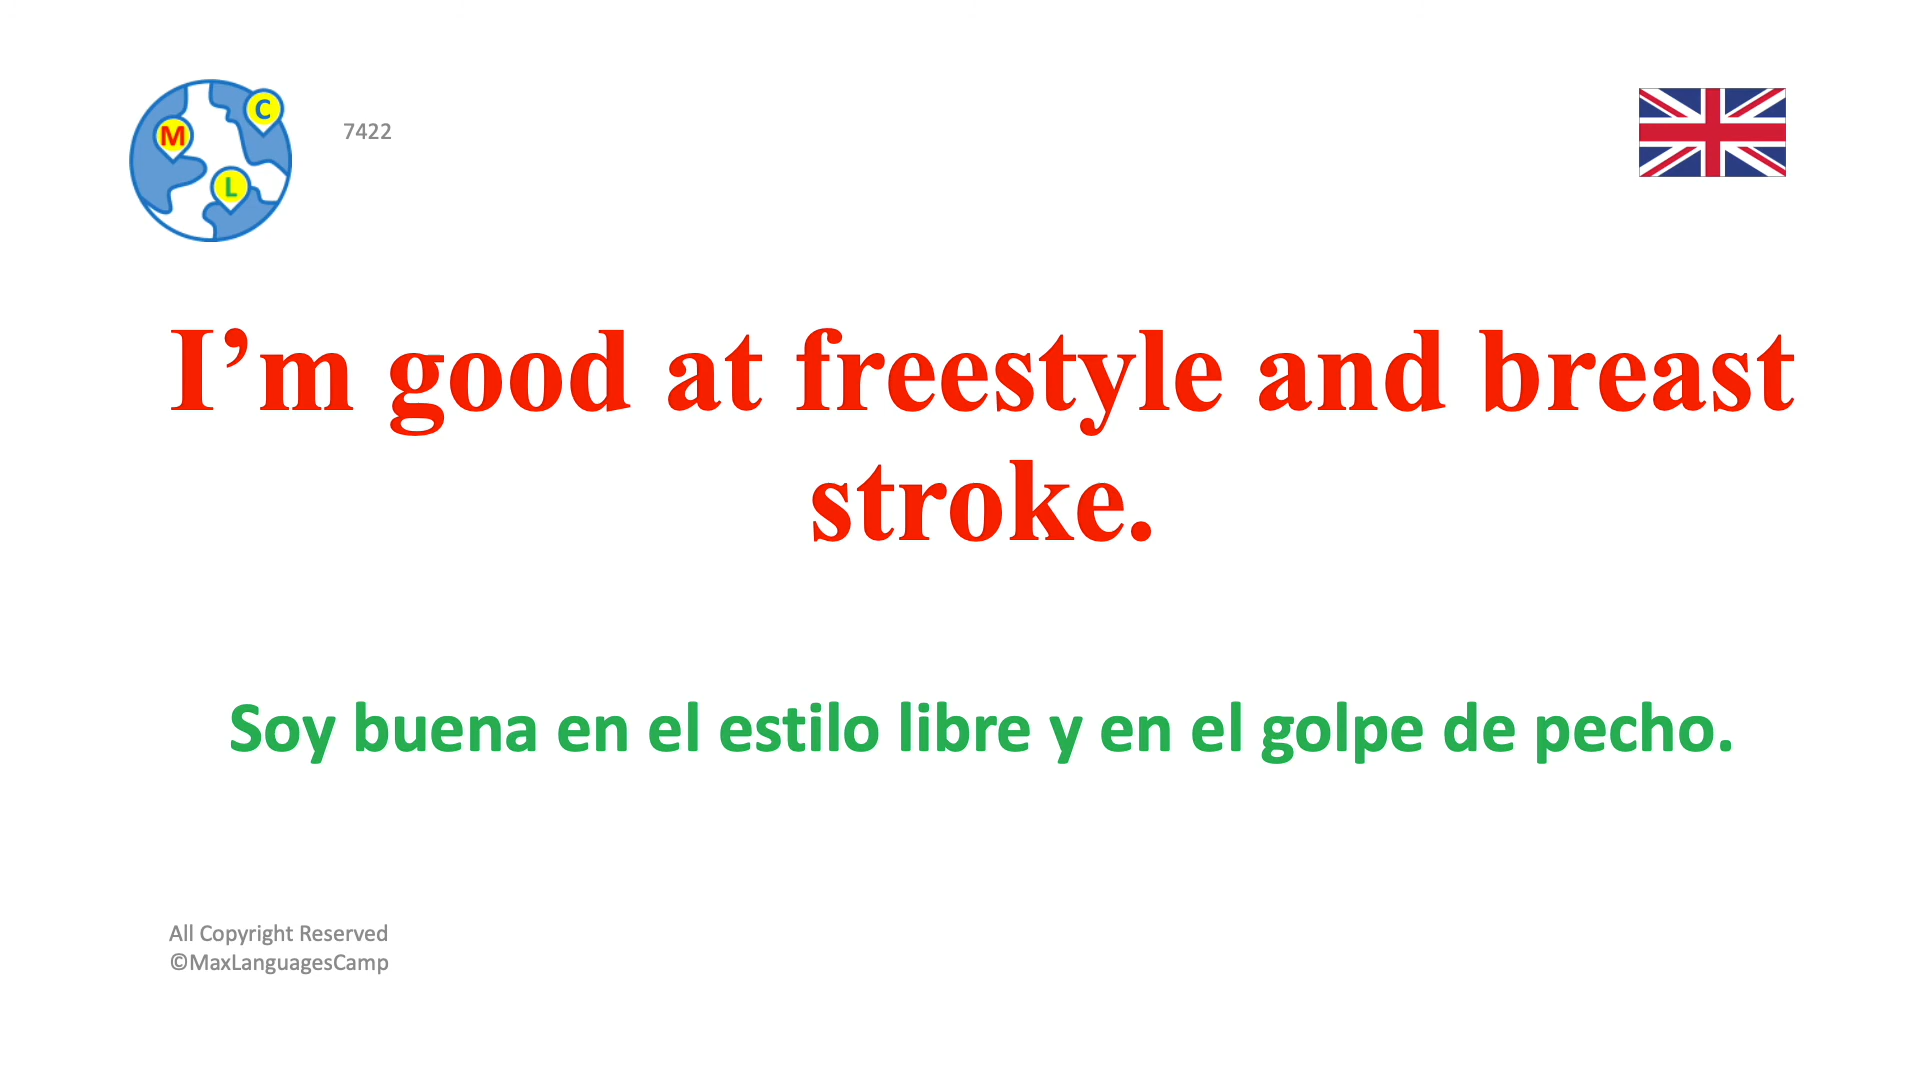 M
C
L
7422
I’m good at freestyle and breast
stroke.
Soy buena en el estilo libre y en el golpe de pecho.
All Copyright Reserved
©MaxLanguagesCamp